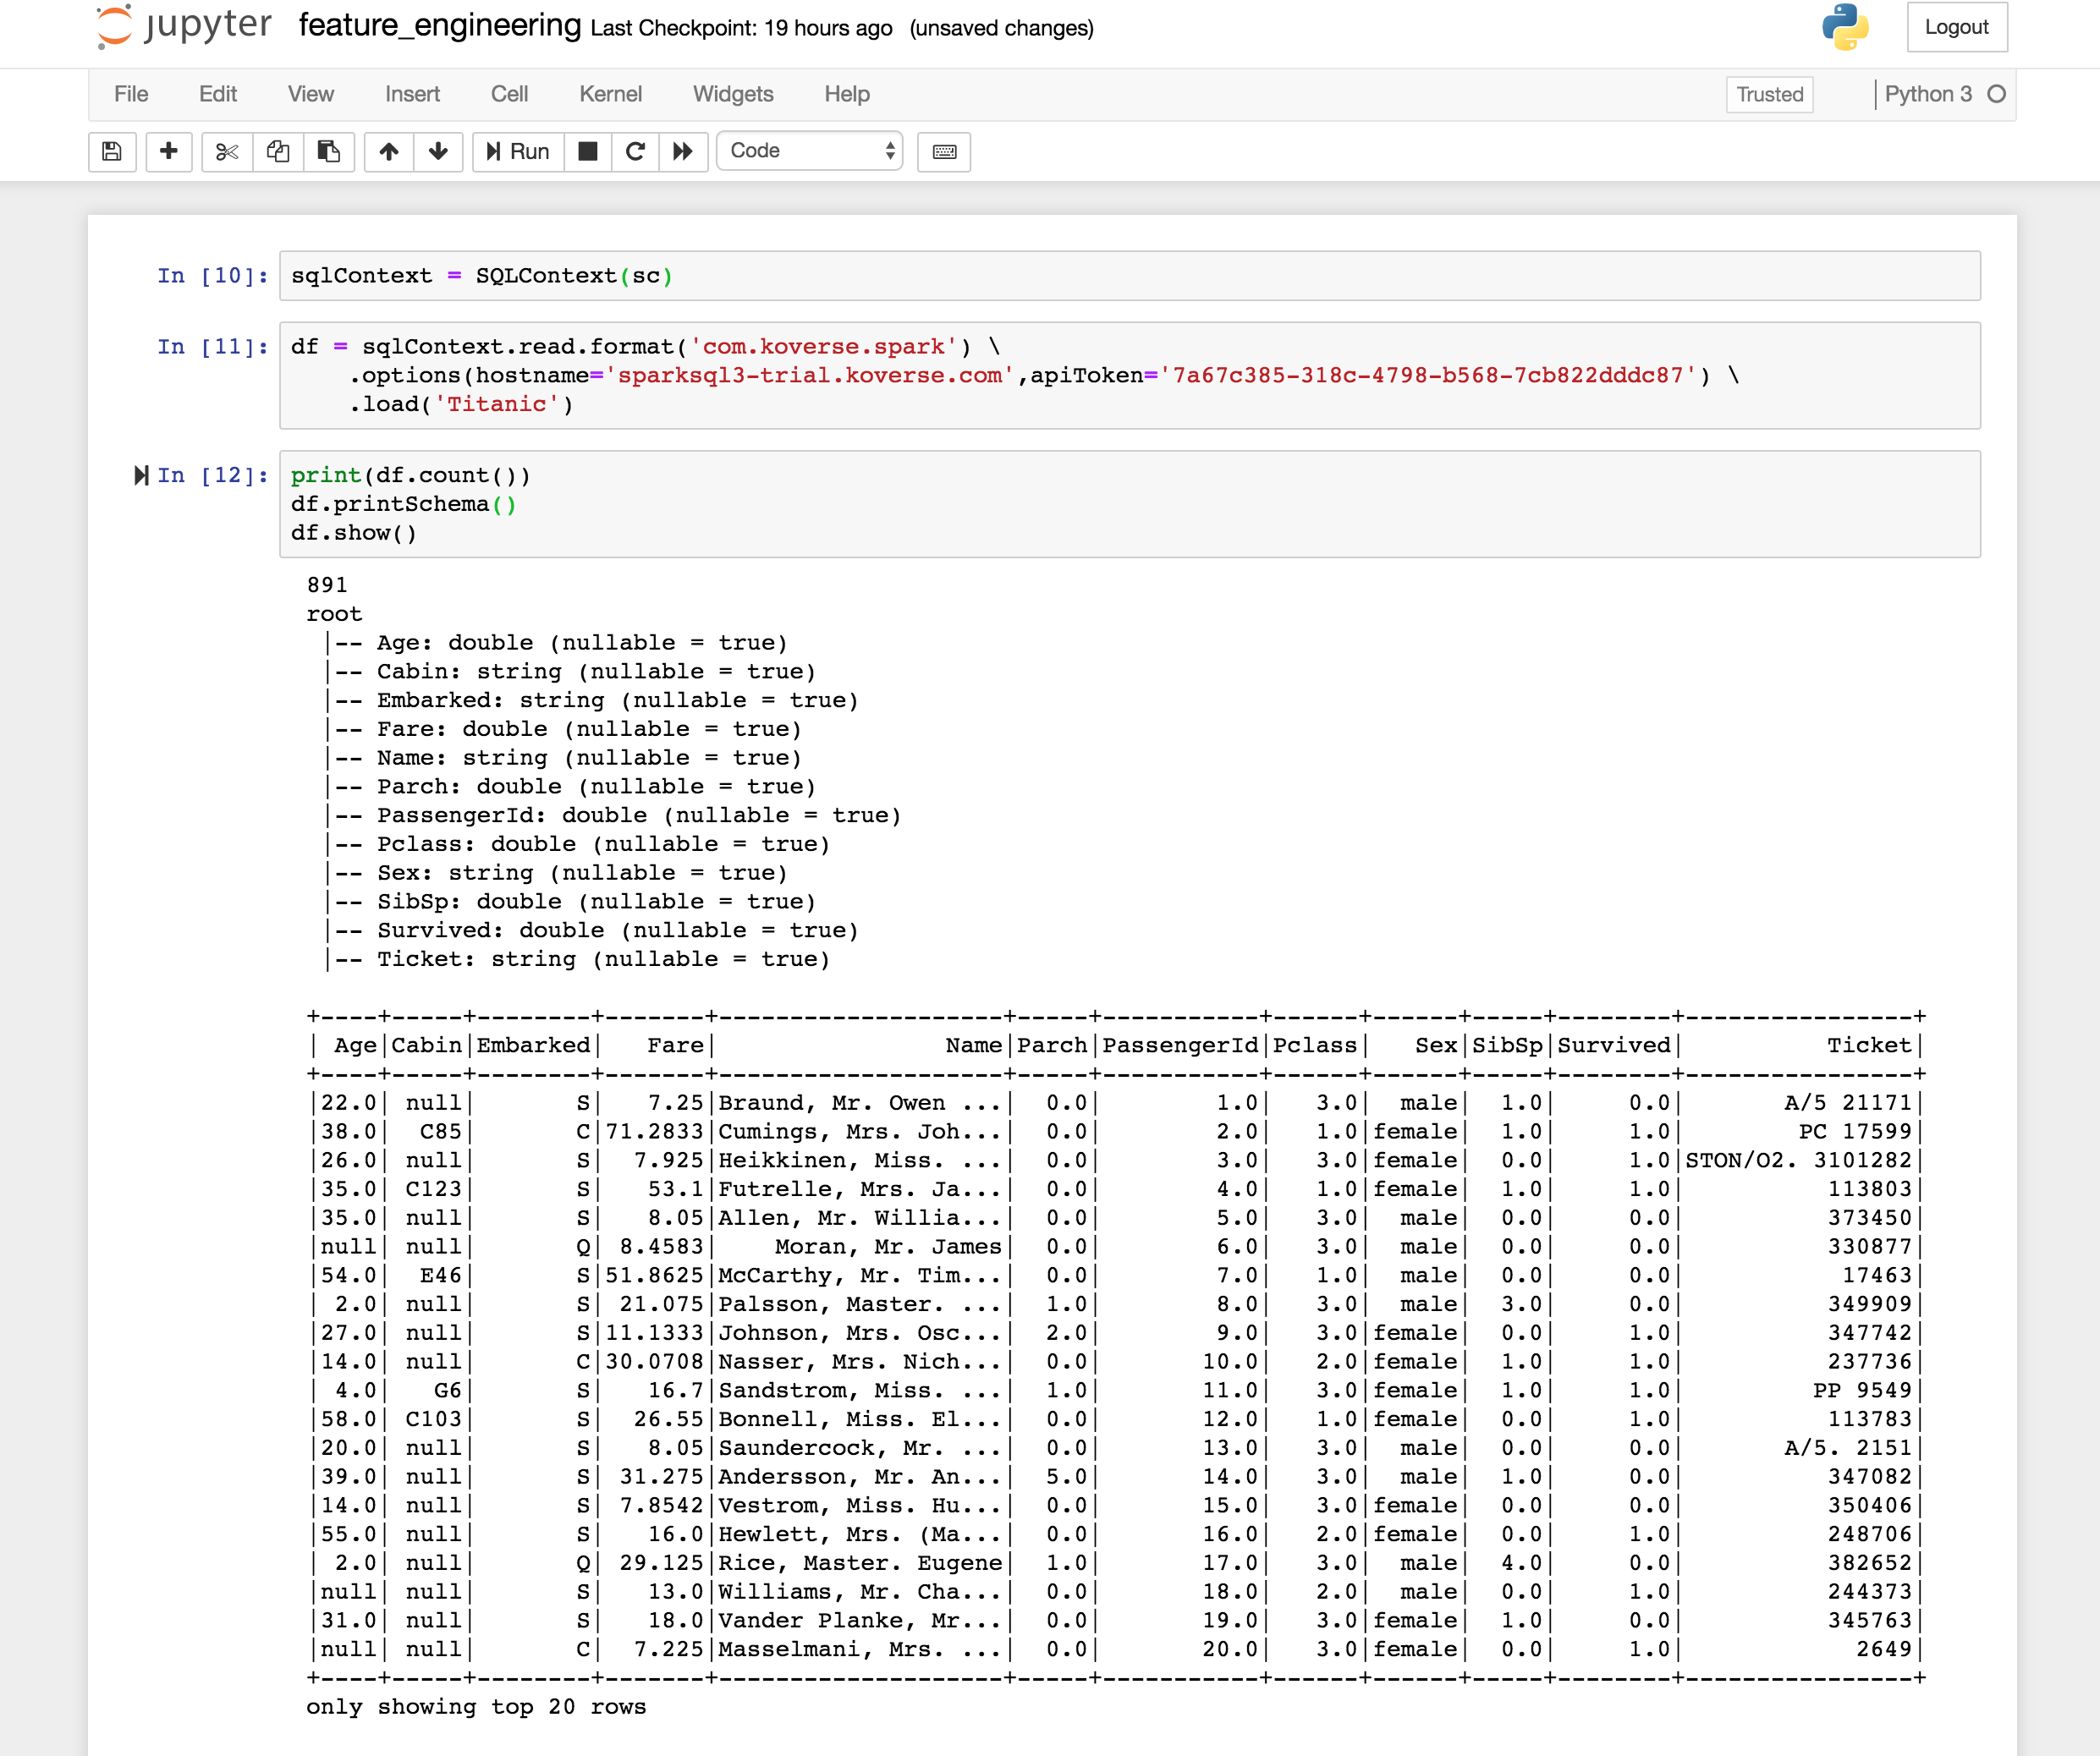 jupyter feature_engineering Last Checkpoint: 19 hours ago (unsaved changes) Logout
File Edit View Insert Cell Kernel Widgets Help Trusted Python 3
Run Code
In [10]: sqlContext = SQLContext(sc)
In [11]: df = sqlContext.read.format('com.koverse.spark') \
.options(hostname='sparksql3-trial.koverse.com',apiToken='7a67c385-318c-4798-b568-7cb822dddc87') \
.load('Titanic')
In [12]: print(df.count())
df.printSchema()
df.show()
891
root
|-- Age: double (nullable = true)
|-- Cabin: string (nullable = true)
|-- Embarked: string (nullable = true)
|-- Fare: double (nullable = true)
|-- Name: string (nullable = true)
|-- Parch: double (nullable = true)
|-- PassengerId: double (nullable = true)
|-- Pclass: double (nullable = true)
|-- Sex: string (nullable = true)
|-- SibSp: double (nullable = true)
|-- Survived: double (nullable = true)
|-- Ticket: string (nullable = true)
+----+-----+--------+-------+--------------------+-----+-----------+------+------+-----+--------+----------------+
| Age|Cabin|Embarked|   Fare|                Name|Parch|PassengerId|Pclass|   Sex|SibSp|Survived|          Ticket|
+----+-----+--------+-------+--------------------+-----+-----------+------+------+-----+--------+----------------+
|22.0| null|       S|   7.25|Braund, Mr. Owen ...|  0.0|        1.0|   3.0|  male|  1.0|     0.0|       A/5 21171|
|38.0|  C85|       C|71.2833|Cumings, Mrs. Joh...|  0.0|        2.0|   1.0|female|  1.0|     1.0|        PC 17599|
|26.0| null|       S|  7.925|Heikkinen, Miss. ...|  0.0|        3.0|   3.0|female|  0.0|     1.0|STON/O2. 3101282|
|35.0| C123|       S|   53.1|Futrelle, Mrs. Ja...|  0.0|        4.0|   1.0|female|  1.0|     1.0|          113803|
|35.0| null|       S|   8.05|Allen, Mr. Willia...|  0.0|        5.0|   3.0|  male|  0.0|     0.0|          373450|
|null| null|       Q| 8.4583|    Moran, Mr. James|  0.0|        6.0|   3.0|  male|  0.0|     0.0|          330877|
|54.0|  E46|       S|51.8625|McCarthy, Mr. Tim...|  0.0|        7.0|   1.0|  male|  0.0|     0.0|           17463|
| 2.0| null|       S| 21.075|Palsson, Master. ...|  1.0|        8.0|   3.0|  male|  3.0|     0.0|          349909|
|27.0| null|       S|11.1333|Johnson, Mrs. Osc...|  2.0|        9.0|   3.0|female|  0.0|     1.0|          347742|
|14.0| null|       C|30.0708|Nasser, Mrs. Nich...|  0.0|       10.0|   2.0|female|  1.0|     1.0|          237736|
| 4.0|   G6|       S|   16.7|Sandstrom, Miss. ...|  1.0|       11.0|   3.0|female|  1.0|     1.0|         PP 9549|
|58.0| C103|       S|  26.55|Bonnell, Miss. El...|  0.0|       12.0|   1.0|female|  0.0|     1.0|          113783|
|20.0| null|       S|   8.05|Saundercock, Mr. ...|  0.0|       13.0|   3.0|  male|  0.0|     0.0|       A/5. 2151|
|39.0| null|       S| 31.275|Andersson, Mr. An...|  5.0|       14.0|   3.0|  male|  1.0|     0.0|          347082|
|14.0| null|       S| 7.8542|Vestrom, Miss. Hu...|  0.0|       15.0|   3.0|female|  0.0|     0.0|          350406|
|55.0| null|       S|   16.0|Hewlett, Mrs. (Ma...|  0.0|       16.0|   2.0|female|  0.0|     1.0|          248706|
| 2.0| null|       Q| 29.125|Rice, Master. Eugene|  1.0|       17.0|   3.0|  male|  4.0|     0.0|          382652|
|null| null|       S|   13.0|Williams, Mr. Cha...|  0.0|       18.0|   2.0|  male|  0.0|     1.0|          244373|
|31.0| null|       S|   18.0|Vander Planke, Mr...|  0.0|       19.0|   3.0|female|  1.0|     0.0|          345763|
|null| null|       C|  7.225|Masselmani, Mrs. ...|  0.0|       20.0|   3.0|female|  0.0|     1.0|            2649|
+----+-----+--------+-------+--------------------+-----+-----------+------+------+-----+--------+----------------+
only showing top 20 rows